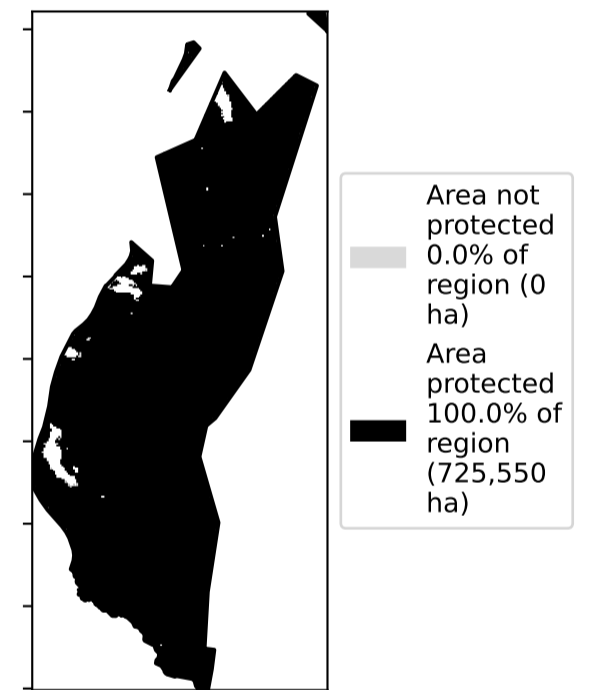 Area not
protected
0.0% of
region (0
ha)
Area
protected
100.0% of
region
(725,550
ha)